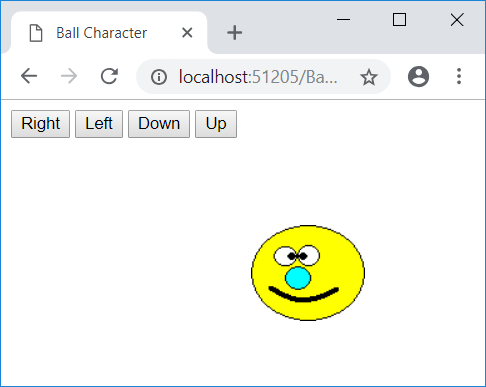 Ball Character
localhost:51205/Ba...
Right Left Down Up